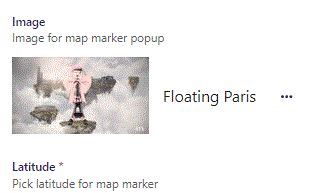 Image
Image for map marker popup
Floating Paris
Latitude *
Pick latitude for map marker